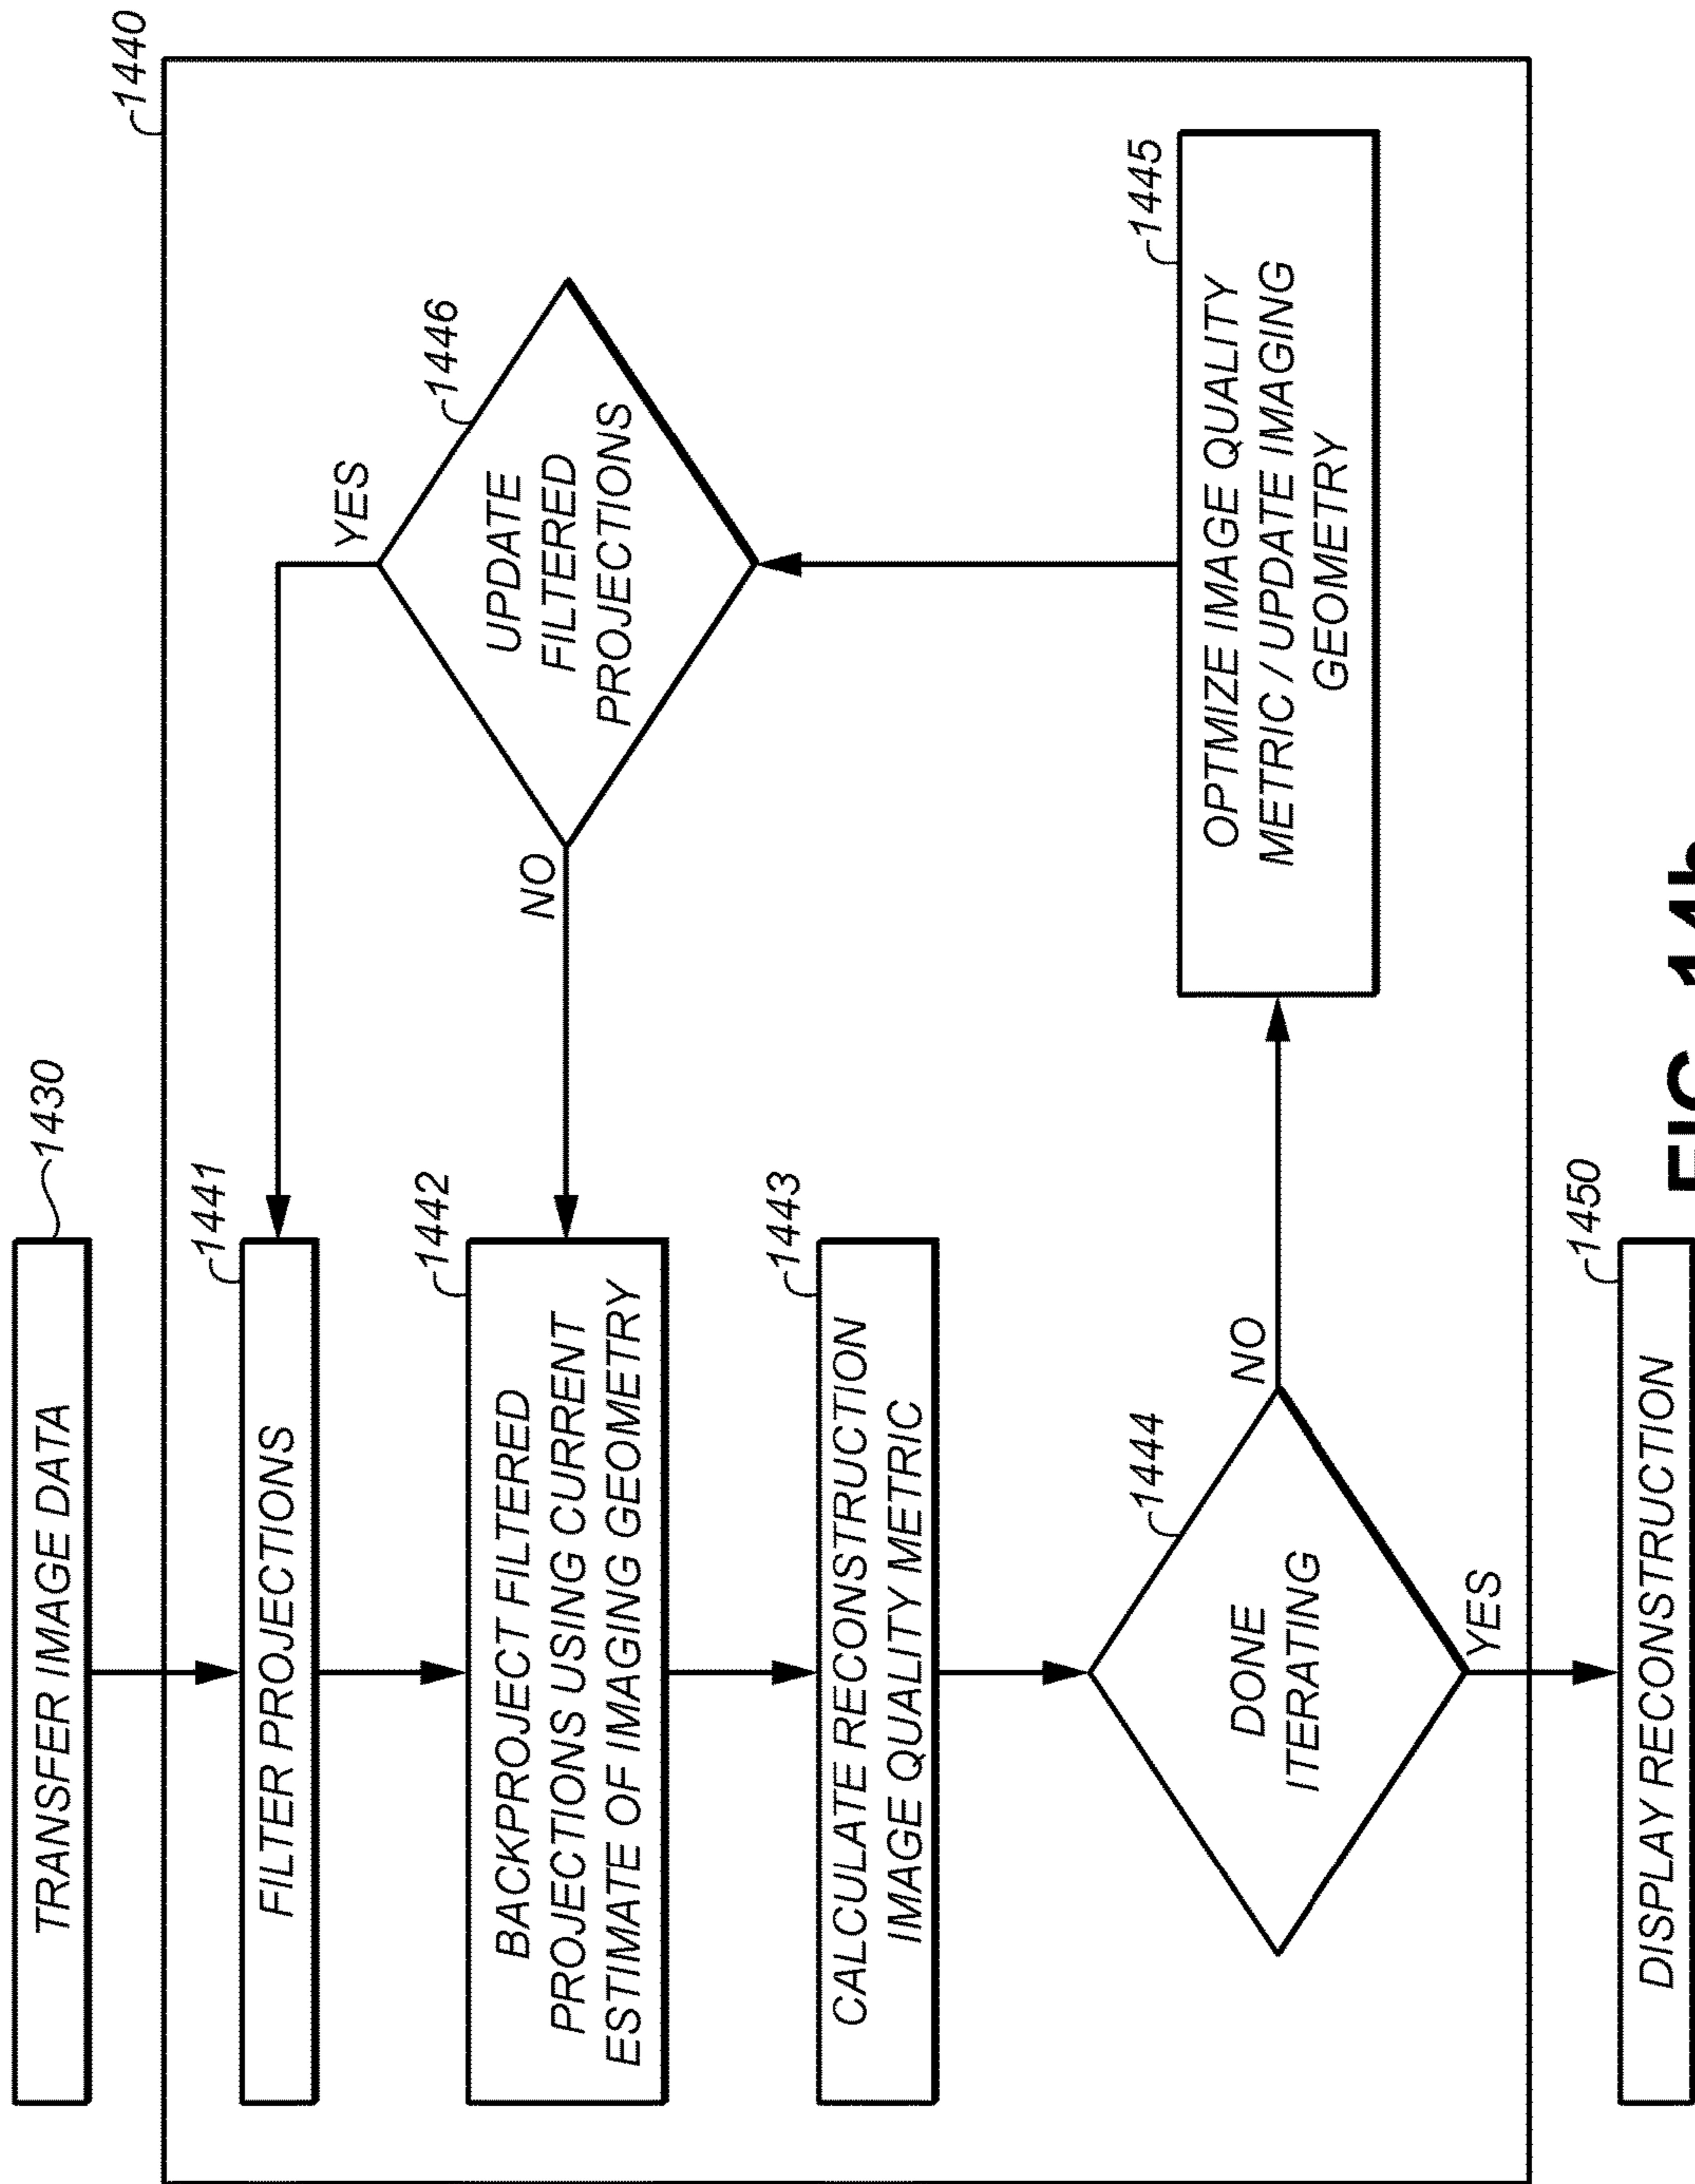 1430
TRANSFER IMAGE DATA
1440
1441
FILTER PROJECTIONS
YES
1446
UPDATE
FILTERED
PROJECTIONS
NO
1442
BACKPROJECT FILTERED
PROJECTIONS USING CURRENT
ESTIMATE OF IMAGING GEOMETRY
1443
CALCULATE RECONSTRUCTION
IMAGE QUALITY METRIC
1444
DONE
ITERATING
NO
YES
1445
OPTMIZE IMAGE QUALITY
METRIC / UPDATE IMAGING
GEOMETRY
1450
DISPLAY RECONSTRUCTION
FIG. 14b